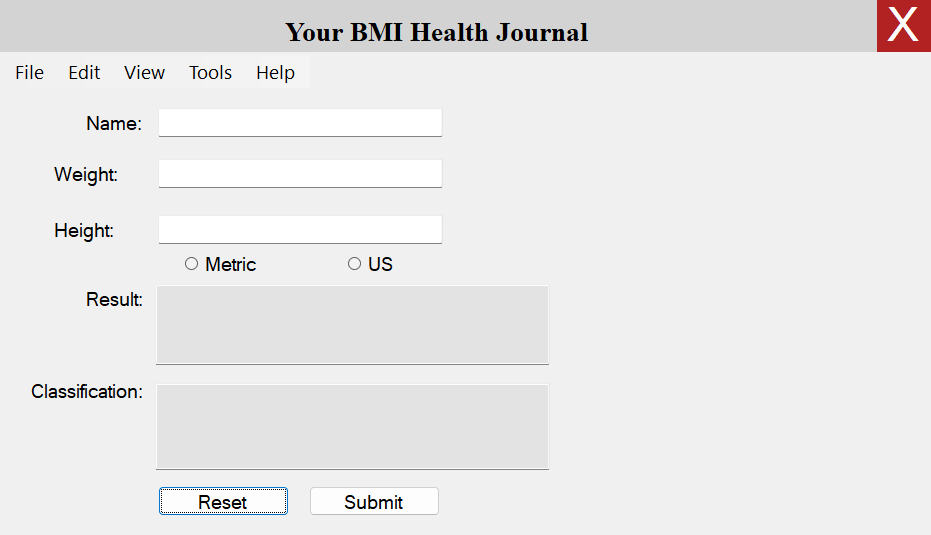 Your BMI Health Journal
X
File Edit View Tools Help
Name:
Weight:
Height:
Metric US
Result:
Classification:
Reset Submit